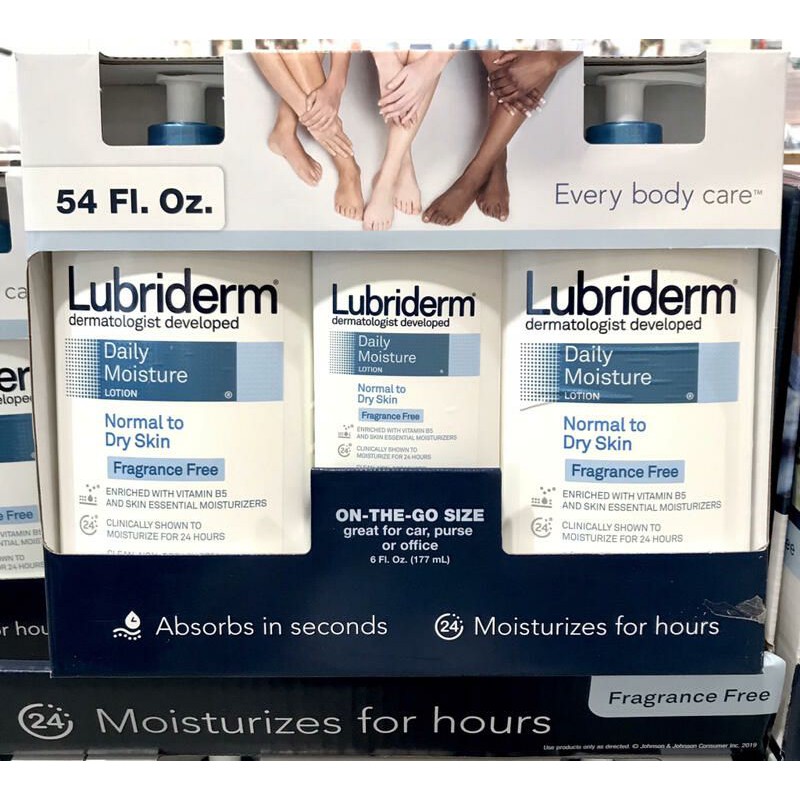 54 Fl. Oz.
Every body care™
Lubriderm®
dermatologist developed
Daily
Moisture
LOTION ®
Normal to
Dry Skin
Fragrance Free
ENRICHED WITH VITAMIN B5
AND SKIN ESSENTIAL MOISTURIZERS
24
CLINICALLY SHOWN TO
MOISTURIZE FOR 24 HOURS
Lubriderm®
dermatologist developed
Daily
Moisture
LOTION ®
Normal to
Dry Skin
Fragrance Free
ENRICHED WITH VITAMIN B5
AND SKIN ESSENTIAL MOISTURIZERS
24
CLINICALLY SHOWN TO
MOISTURIZE FOR 24 HOURS
Lubriderm®
dermatologist developed
Daily
Moisture
LOTION ®
Normal to
Dry Skin
Fragrance Free
ENRICHED WITH VITAMIN B5
AND SKIN ESSENTIAL MOISTURIZERS
24
CLINICALLY SHOWN TO
MOISTURIZE FOR 24 HOURS
ON-THE-GO SIZE
great for car, purse
or office
6 Fl. Oz. (177 mL)
Absorbs in seconds
24 Moisturizes for hours
Fragrance Free
24 Moisturizes for hours
Use products only as directed. © Johnson & Johnson Consumer Inc. 2019